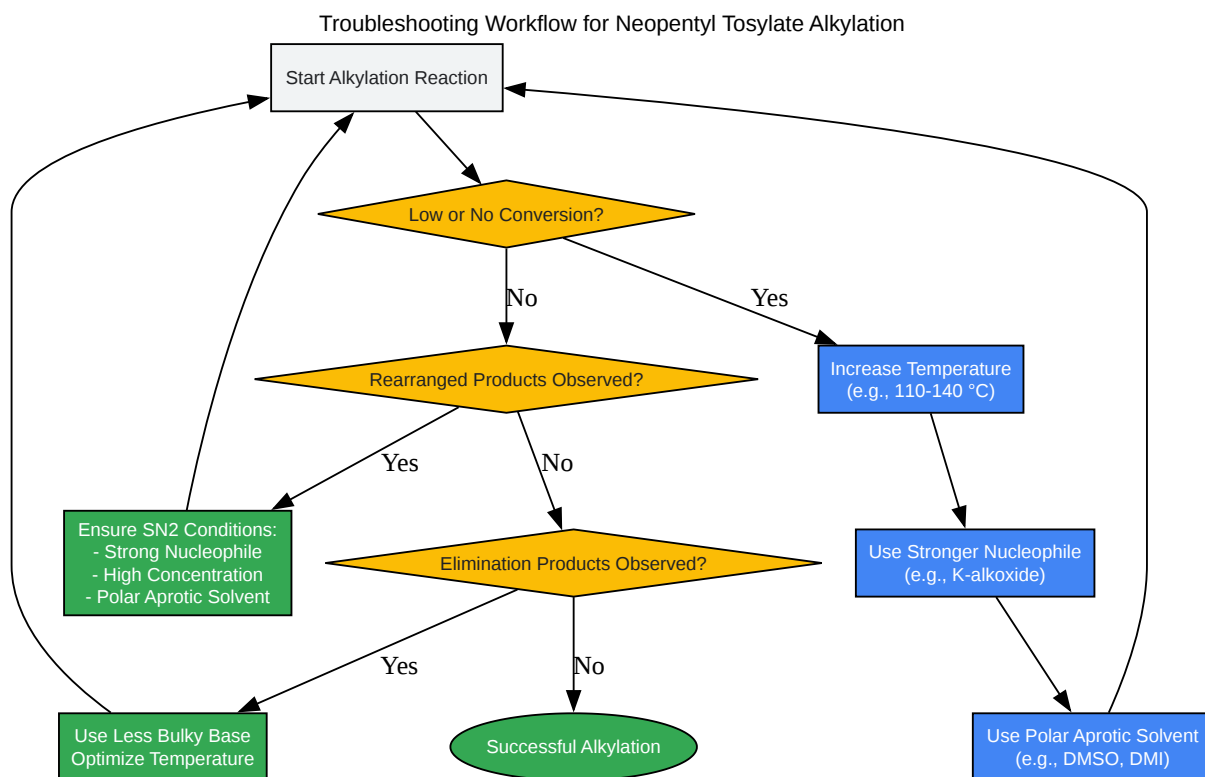 Troubleshooting Workflow for Neopentyl Tosylate Alkylation
Start Alkylation Reaction
Low or No Conversion?
No
Yes
Rearranged Products Observed?
Increase Temperature
(e.g., 110-140 °C)
Yes
No
Ensure SN2 Conditions:
- Strong Nucleophile
- High Concentration
- Polar Aprotic Solvent
Elimination Products Observed?
Use Stronger Nucleophile
(e.g., K-alkoxide)
Yes
No
Use Less Bulky Base
Optimize Temperature
Successful Alkylation
Use Polar Aprotic Solvent
(e.g., DMSO, DMI)